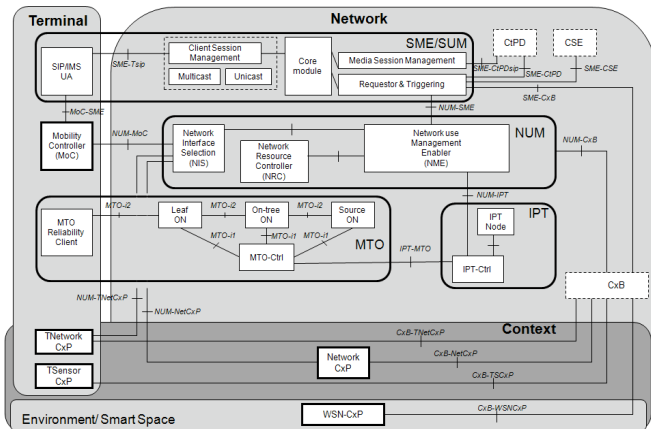 Terminal
Network
SME/SUM
SIP/IMS
UA
SME-Tsip
Client Session
Management
Multicast
Unicast
Core
module
Media Session Management
Requestor & Triggering
CtPD
CSE
SME-CtPDsip
SME-CtPD
SME-CSE
SME-CxB
MoC-SME
NUM-SME
Mobility
Controller
(MoC)
NUM-MoC
Network
Interface
Selection
(NIS)
Network
Resource
Controller
(NRC)
Network use
Management
Enabler
(NME)
NUM
NUM-CxB
NUM-IPT
MTO
Reliability
Client
MTO-i2
Leaf
ON
MTO-i2
On-tree
ON
MTO-i2
Source
ON
MTO-i1
MTO-i1
MTO-i1
MTO-Ctrl
MTO
IPT-MTO
IPT
Node
IPT
IPT-Ctrl
NUM-TNetCxP
NUM-NetCxP
CxB
Context
TNetwork
CxP
CxB-TNetCxP
Network
CxP
CxB-NetCxP
TSensor
CxP
CxB-TSCxP
Environment/ Smart Space
WSN-CxP
CxB-WSNCxP